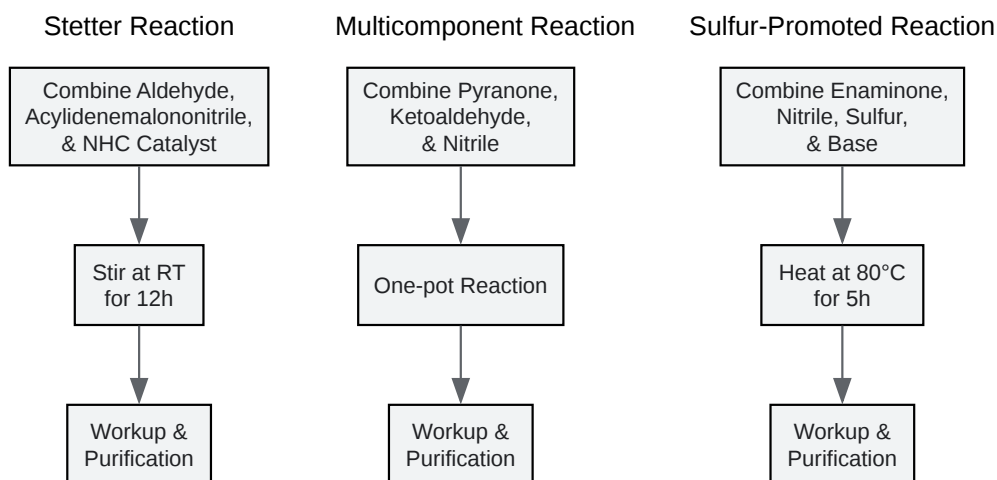 Stetter Reaction
Combine Aldehyde,
Acylidenemalononitrile,
& NHC Catalyst
Stir at RT
for 12h
Workup &
Purification
Multicomponent Reaction
Combine Pyranone,
Ketoaldehyde,
& Nitrile
One-pot Reaction
Workup &
Purification
Sulfur-Promoted Reaction
Combine Enaminone,
Nitrile, Sulfur,
& Base
Heat at 80°C
for 5h
Workup &
Purification